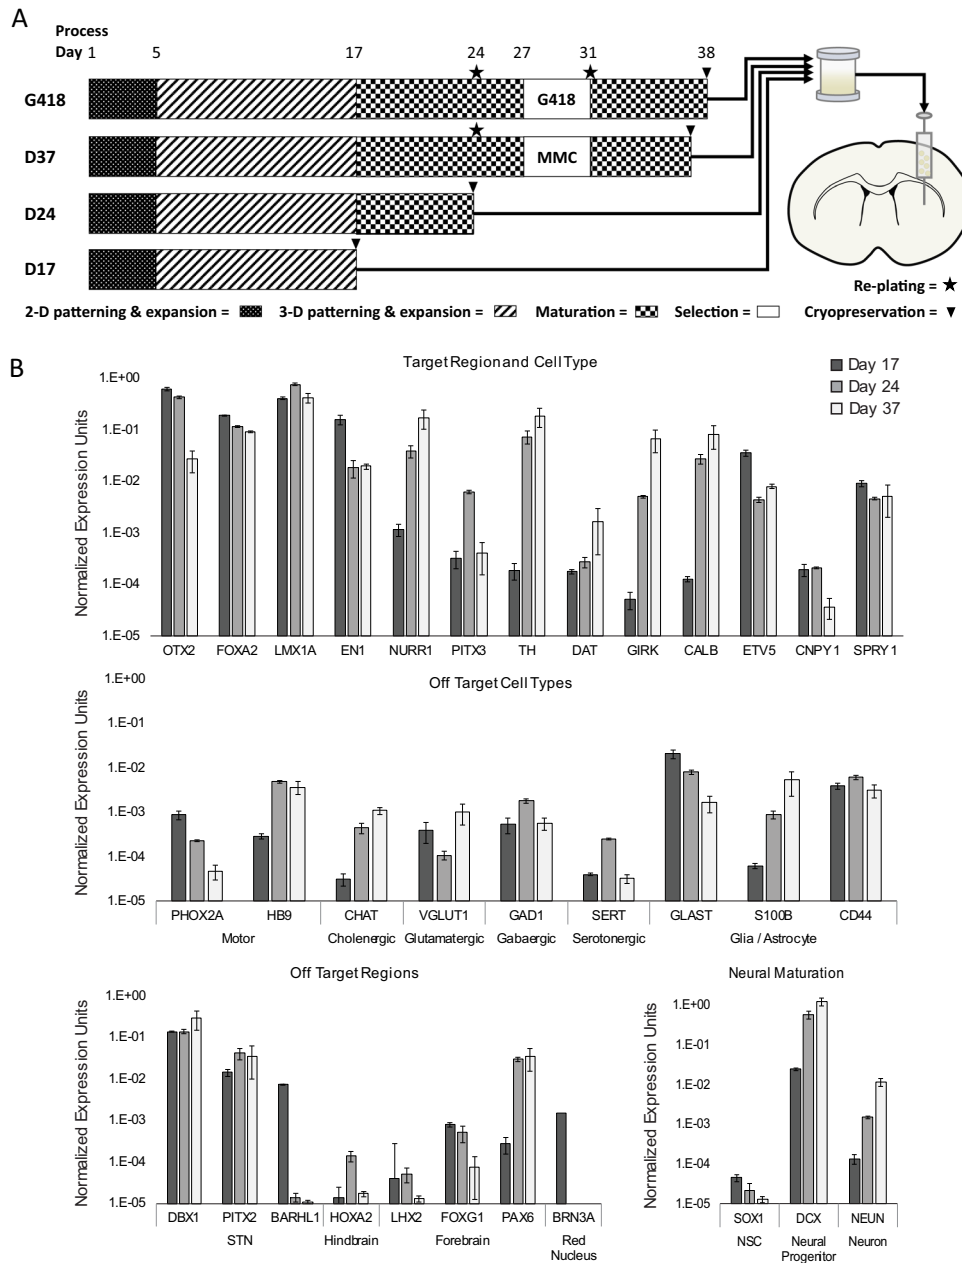 A
Process
Day 1 5 17 24 27 31 38
G418 G418
D37 MMC
D24
D17
Re-plating = ★
2-D patterning & expansion = 3-D patterning & expansion = Maturation = Selection = Cryopreservation = ▼
B
Target Region and Cell Type
Day 17
Day 24
Day 37
Normalized Expression Units
1.E+00
1.E-01
1.E-02
1.E-03
1.E-04
1.E-05
OTX2 FOXA2 LMX1A EN1 NURR1 PITX3 TH DAT GIRK CALB ETV5 CNPY1 SPRY1
Off Target Cell Types
Normalized Expression Units
1.E+00
1.E-01
1.E-02
1.E-03
1.E-04
1.E-05
PHOX2A HB9 CHAT VGLUT1 GAD1 SERT GLAST S100B CD44
Motor Cholenergic Glutamatergic Gabaergic Serotonergic Glia / Astrocyte
Off Target Regions
Normalized Expression Units
1.E+00
1.E-01
1.E-02
1.E-03
1.E-04
1.E-05
DBX1 PITX2 BARHL1 HOXA2 LHX2 FOXG1 PAX6 BRN3A
STN Hindbrain Forebrain Red
Nucleus
Neural Maturation
Normalized Expression Units
1.E+00
1.E-01
1.E-02
1.E-03
1.E-04
1.E-05
SOX1 DCX NEUN
NSC Neural Neuron
Progenitor